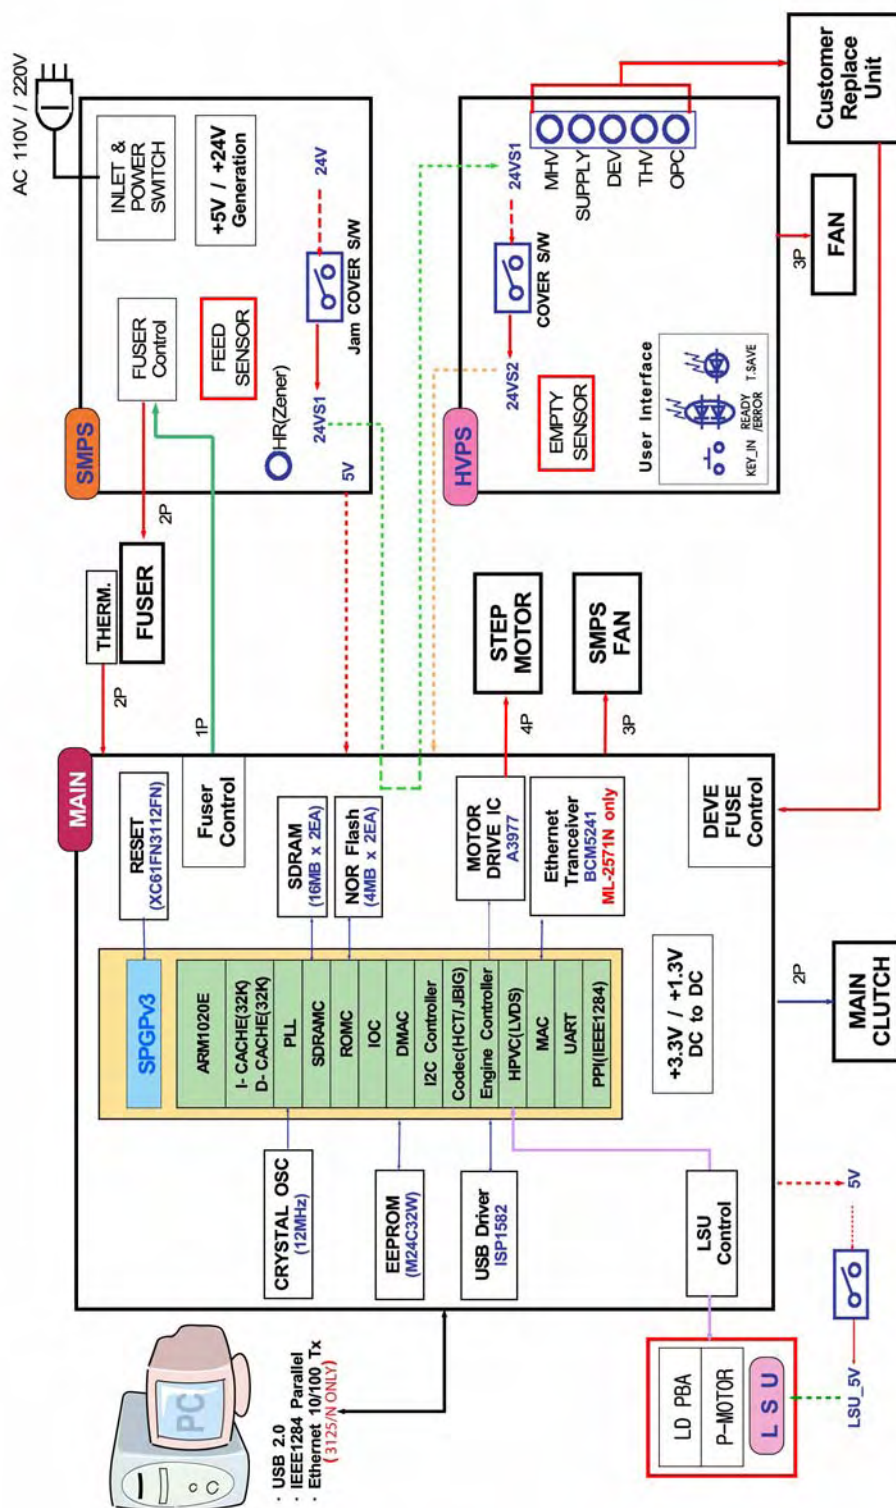 PC
· USB 2.0
· IEEE1284 Parallel
· Ethernet 10/100 Tx
(3125/N ONLY)
MAIN
RESET
(XC61FN3112FN)
Fuser
Control
SPGPv3
ARM1020E
I- CACHE(32K)
D- CACHE(32K)
PLL
SDRAMC
ROMC
IOC
DMAC
I2C Controller
Codec(HCT/JBIG)
Engine Controller
HPVC(LVDS)
MAC
UART
PPI(IEEE1284)
CRYSTAL OSC
(12MHz)
EEPROM
(M24C32W)
USB Driver
ISP1582
LSU
Control
SDRAM
(16MB x 2EA)
NOR Flash
(4MB x 2EA)
MOTOR
DRIVE IC
A3977
Ethernet
Tranceiver
BCM5241
ML-2571N only
+3.3V / +1.3V
DC to DC
DEVE
FUSE
Control
LD PBA
P-MOTOR
L S U
LSU_5V
5V
2P
MAIN
CLUTCH
2P
THERM.
FUSER
2P
1P
STEP
MOTOR
4P
SMPS
FAN
3P
AC 110V / 220V
SMPS
INLET &
POWER
SWITCH
FUSER
Control
+5V / +24V
Generation
FEED
SENSOR
HR(Zener)
24VS1
24V
Jam COVER S/W
5V
HVPS
24VS1
24VS2
COVER S/W
EMPTY
SENSOR
MHV
SUPPLY
DEV
THV
OPC
User Interface
KEY_IN
READY
/ERROR
T.SAVE
3P
FAN
Customer
Replace
Unit